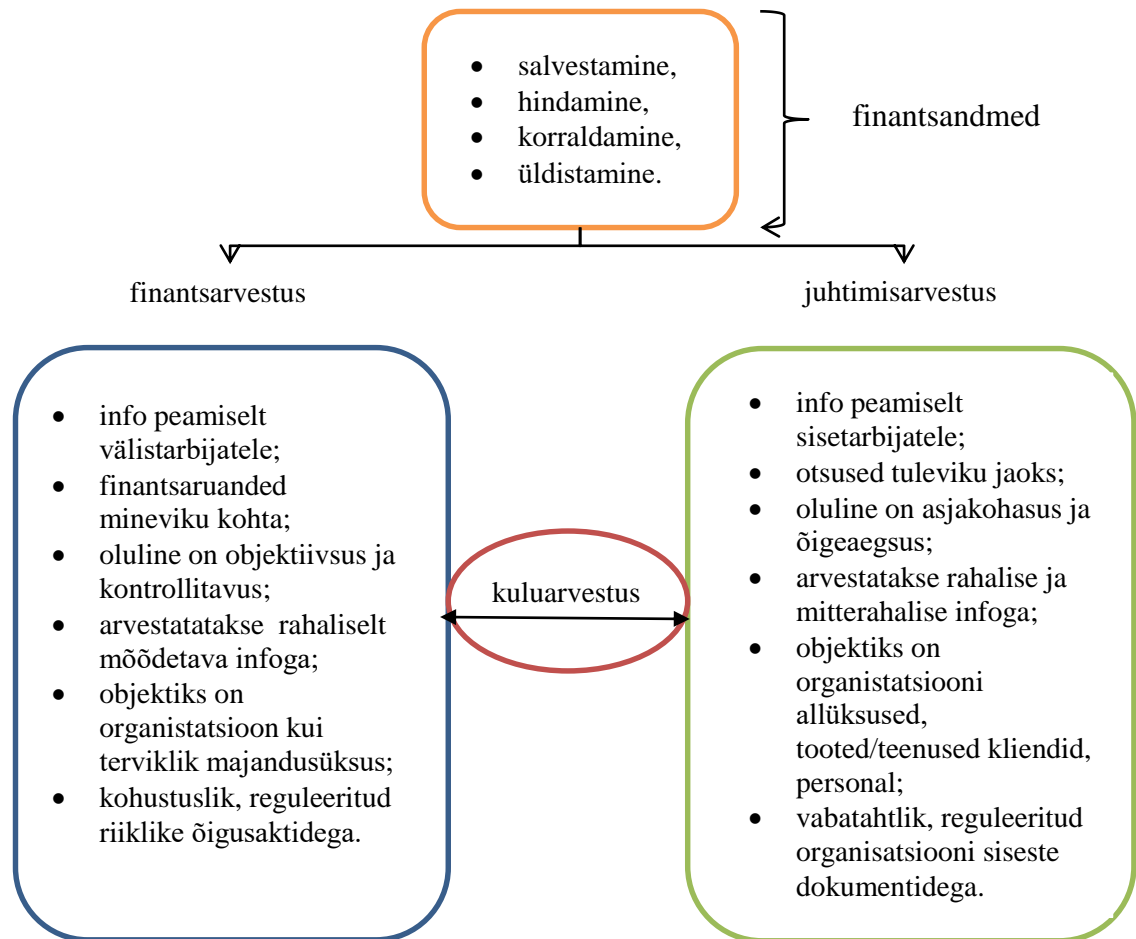 • salvestamine,
• hindamine,
• korraldamine,
• üldistamine.
finantsandmed
finantsarvestus
juhtimisarvestus
• info peamiselt
välistarbijatele;
• finantsaruanded
mineviku kohta;
• oluline on objektiivsus ja
kontrollitavus;
• arvestatatakse rahaliselt
mõõdetava infoga;
• objektiks on
organistatsioon kui
terviklik majandusüksus;
• kohustuslik, reguleeritud
riiklike õigusaktidega.
kuluarvestus
• info peamiselt
sisetarbijatele;
• otsused tuleviku jaoks;
• oluline on asjakohasus ja
õigeaegsus;
• arvestatakse rahalise ja
mitterahalise infoga;
• objektiks on
organistatsiooni
allüksused,
tooted/teenused kliendid,
personal;
• vabatahtlik, reguleeritud
organisatsiooni siseste
dokumentidega.